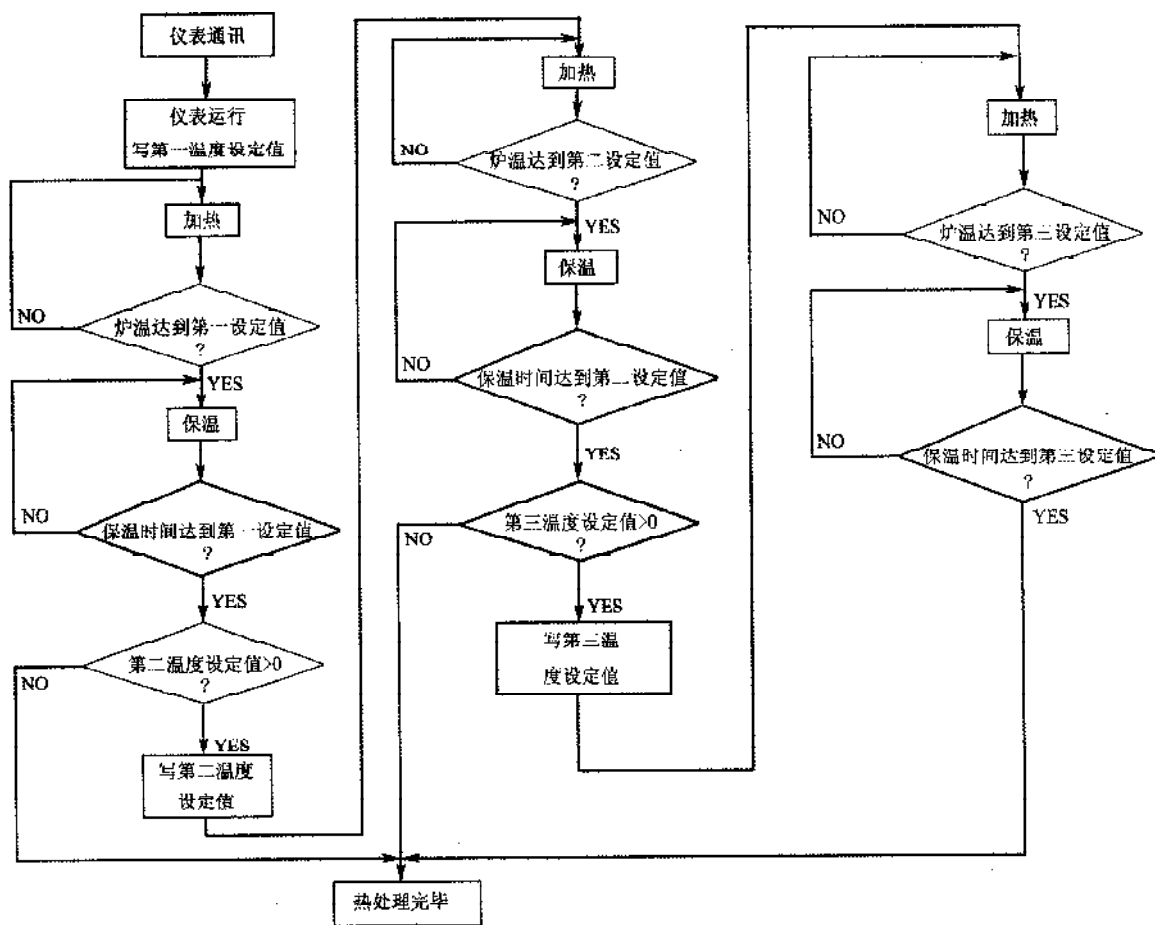 仪表通讯
仪表运行
写第一温度设定值
加热
NO
炉温达到第一设定值
?
YES
保温
NO
保温时间达到第一设定值
?
YES
第二温度设定值>0
NO
?
YES
写第二温度
设定值
加热
NO
炉温达到第二设定值
?
YES
保温
NO
保温时间达到第二设定值
?
YES
第三温度设定值>0
NO
?
YES
写第三温
度设定值
加热
NO
炉温达到第三设定值
?
YES
保温
NO
保温时间达到第三设定值
?
YES
热处理完毕